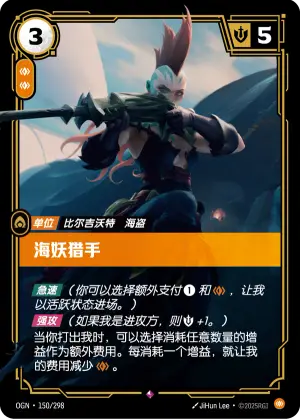 3
5
单位 比尔吉沃特 海盗
海妖猎手
急速 (你可以选择额外支付1和，让我
以活跃状态进场。)
强攻 (如果我是进攻方，则+1。)
当你打出我时，可以选择消耗任意数量的增
益作为额外费用。每消耗一个增益，就让我
的费用减少。
OGN • 150/298
JiHun Lee ©2025RGI